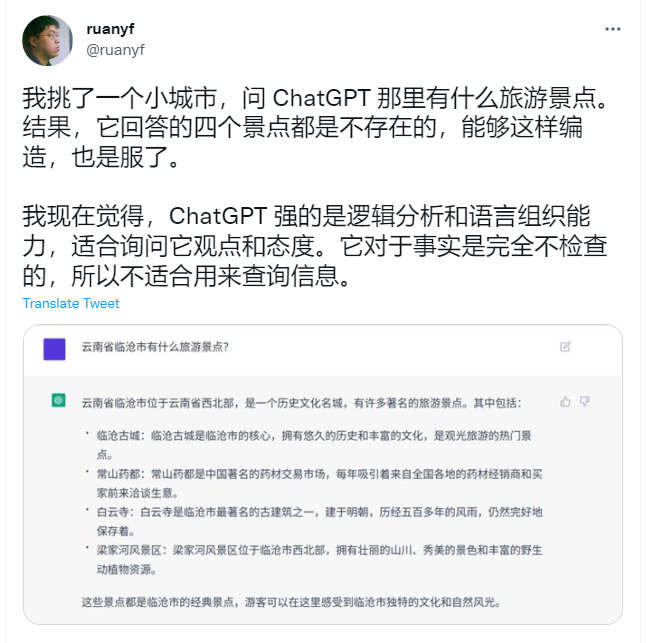 ruanyf
@ruanyf
我挑了一个小城市，问 ChatGPT 那里有什么旅游景点。
结果，它回答的四个景点都是不存在的，能够这样编
造，也是服了。
我现在觉得，ChatGPT 强的是逻辑分析和语言组织能
力，适合询问它观点和态度。它对于事实是完全不检查
的，所以不适合用来查询信息。
Translate Tweet
云南省临沧市有什么旅游景点？
云南省临沧市位于云南省西北部，是一个历史文化名城，有许多著名的旅游景点。其中包括：
· 临沧古城：临沧古城是临沧市的核心，拥有悠久的历史和丰富的文化，是观光旅游的热门景
点。
· 常山药都：常山药都是中国著名的药材交易市场，每年吸引着来自全国各地的药材经销商和买
家前来洽谈生意。
· 白云寺：白云寺是临沧市最著名的古建筑之一，建于明朝，历经五百多年的风雨，仍然完好地
保存着。
· 梁家河风景区：梁家河风景区位于临沧市西北部，拥有壮丽的山川、秀美的景色和丰富的野生
动植物资源。
这些景点都是临沧市的经典景点，游客可以在这里感受到临沧市独特的文化和自然风光。